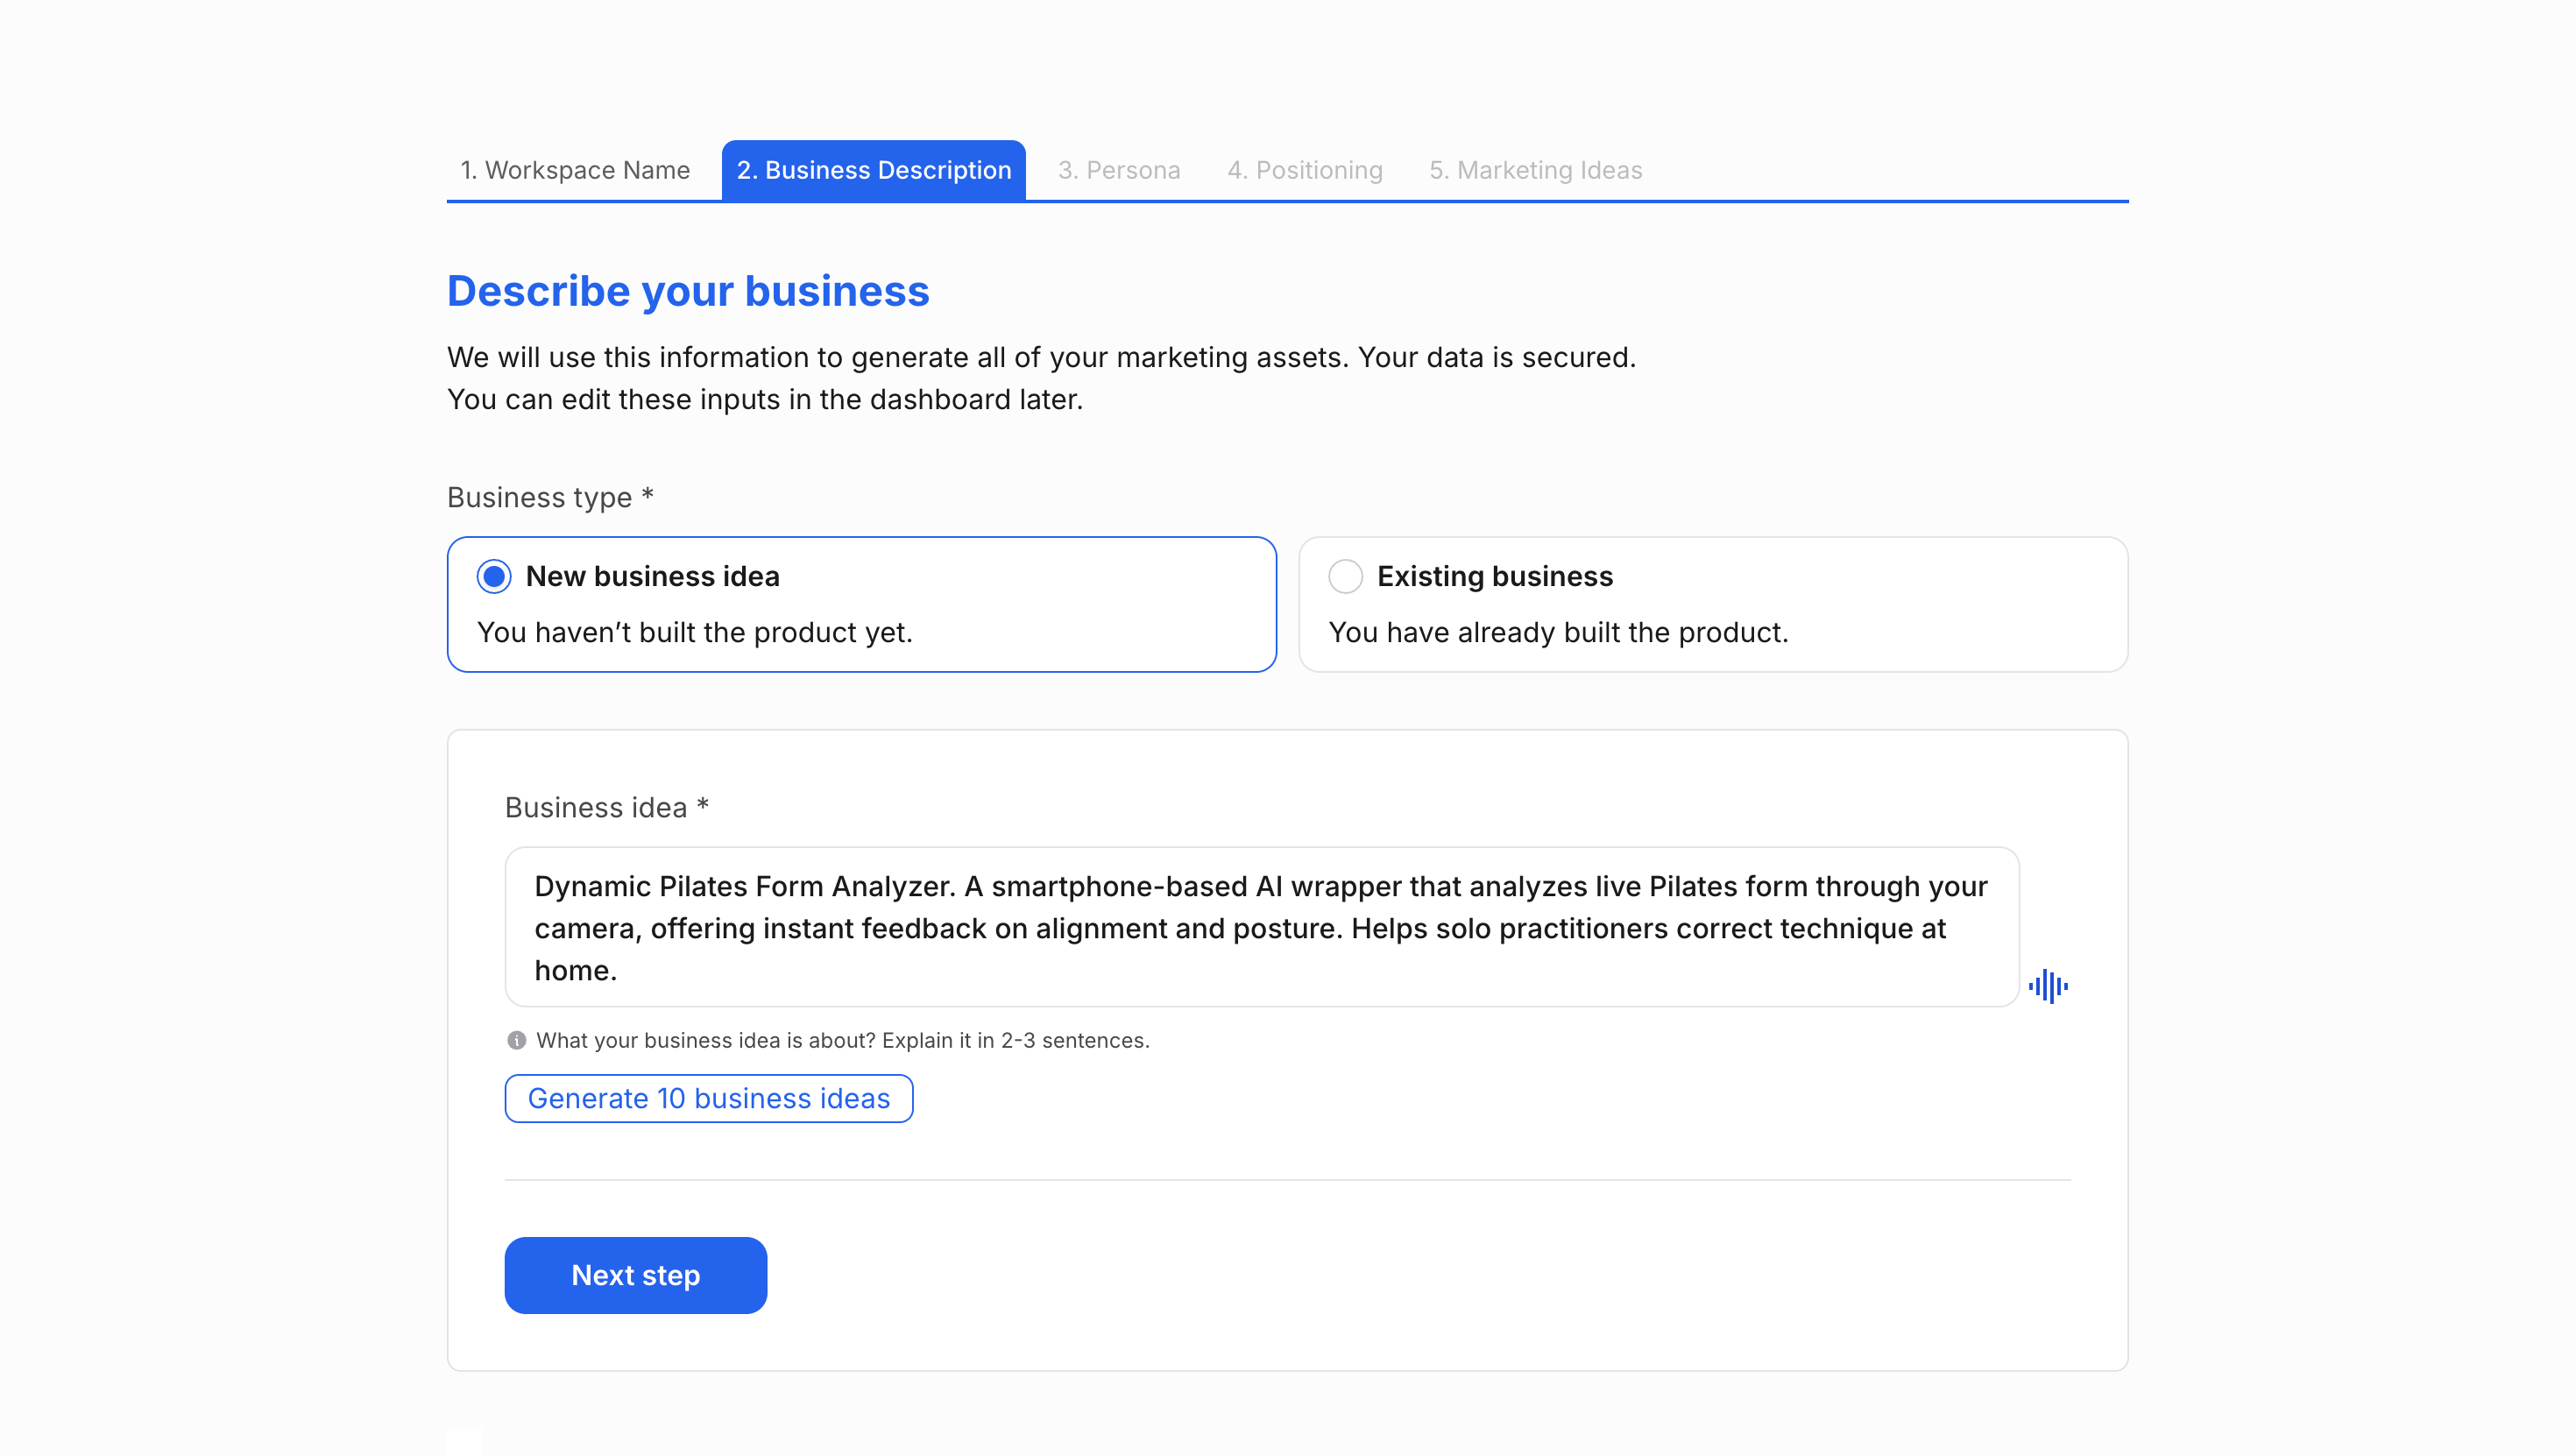 1. Workspace Name
2. Business Description
3. Persona
4. Positioning
5. Marketing Ideas
Describe your business
We will use this information to generate all of your marketing assets. Your data is secured.
You can edit these inputs in the dashboard later.
Business type *
New business idea
You haven’t built the product yet.
Existing business
You have already built the product.
Business idea *
Dynamic Pilates Form Analyzer. A smartphone-based AI wrapper that analyzes live Pilates form through your
camera, offering instant feedback on alignment and posture. Helps solo practitioners correct technique at
home.
What your business idea is about? Explain it in 2-3 sentences.
Generate 10 business ideas
Next step